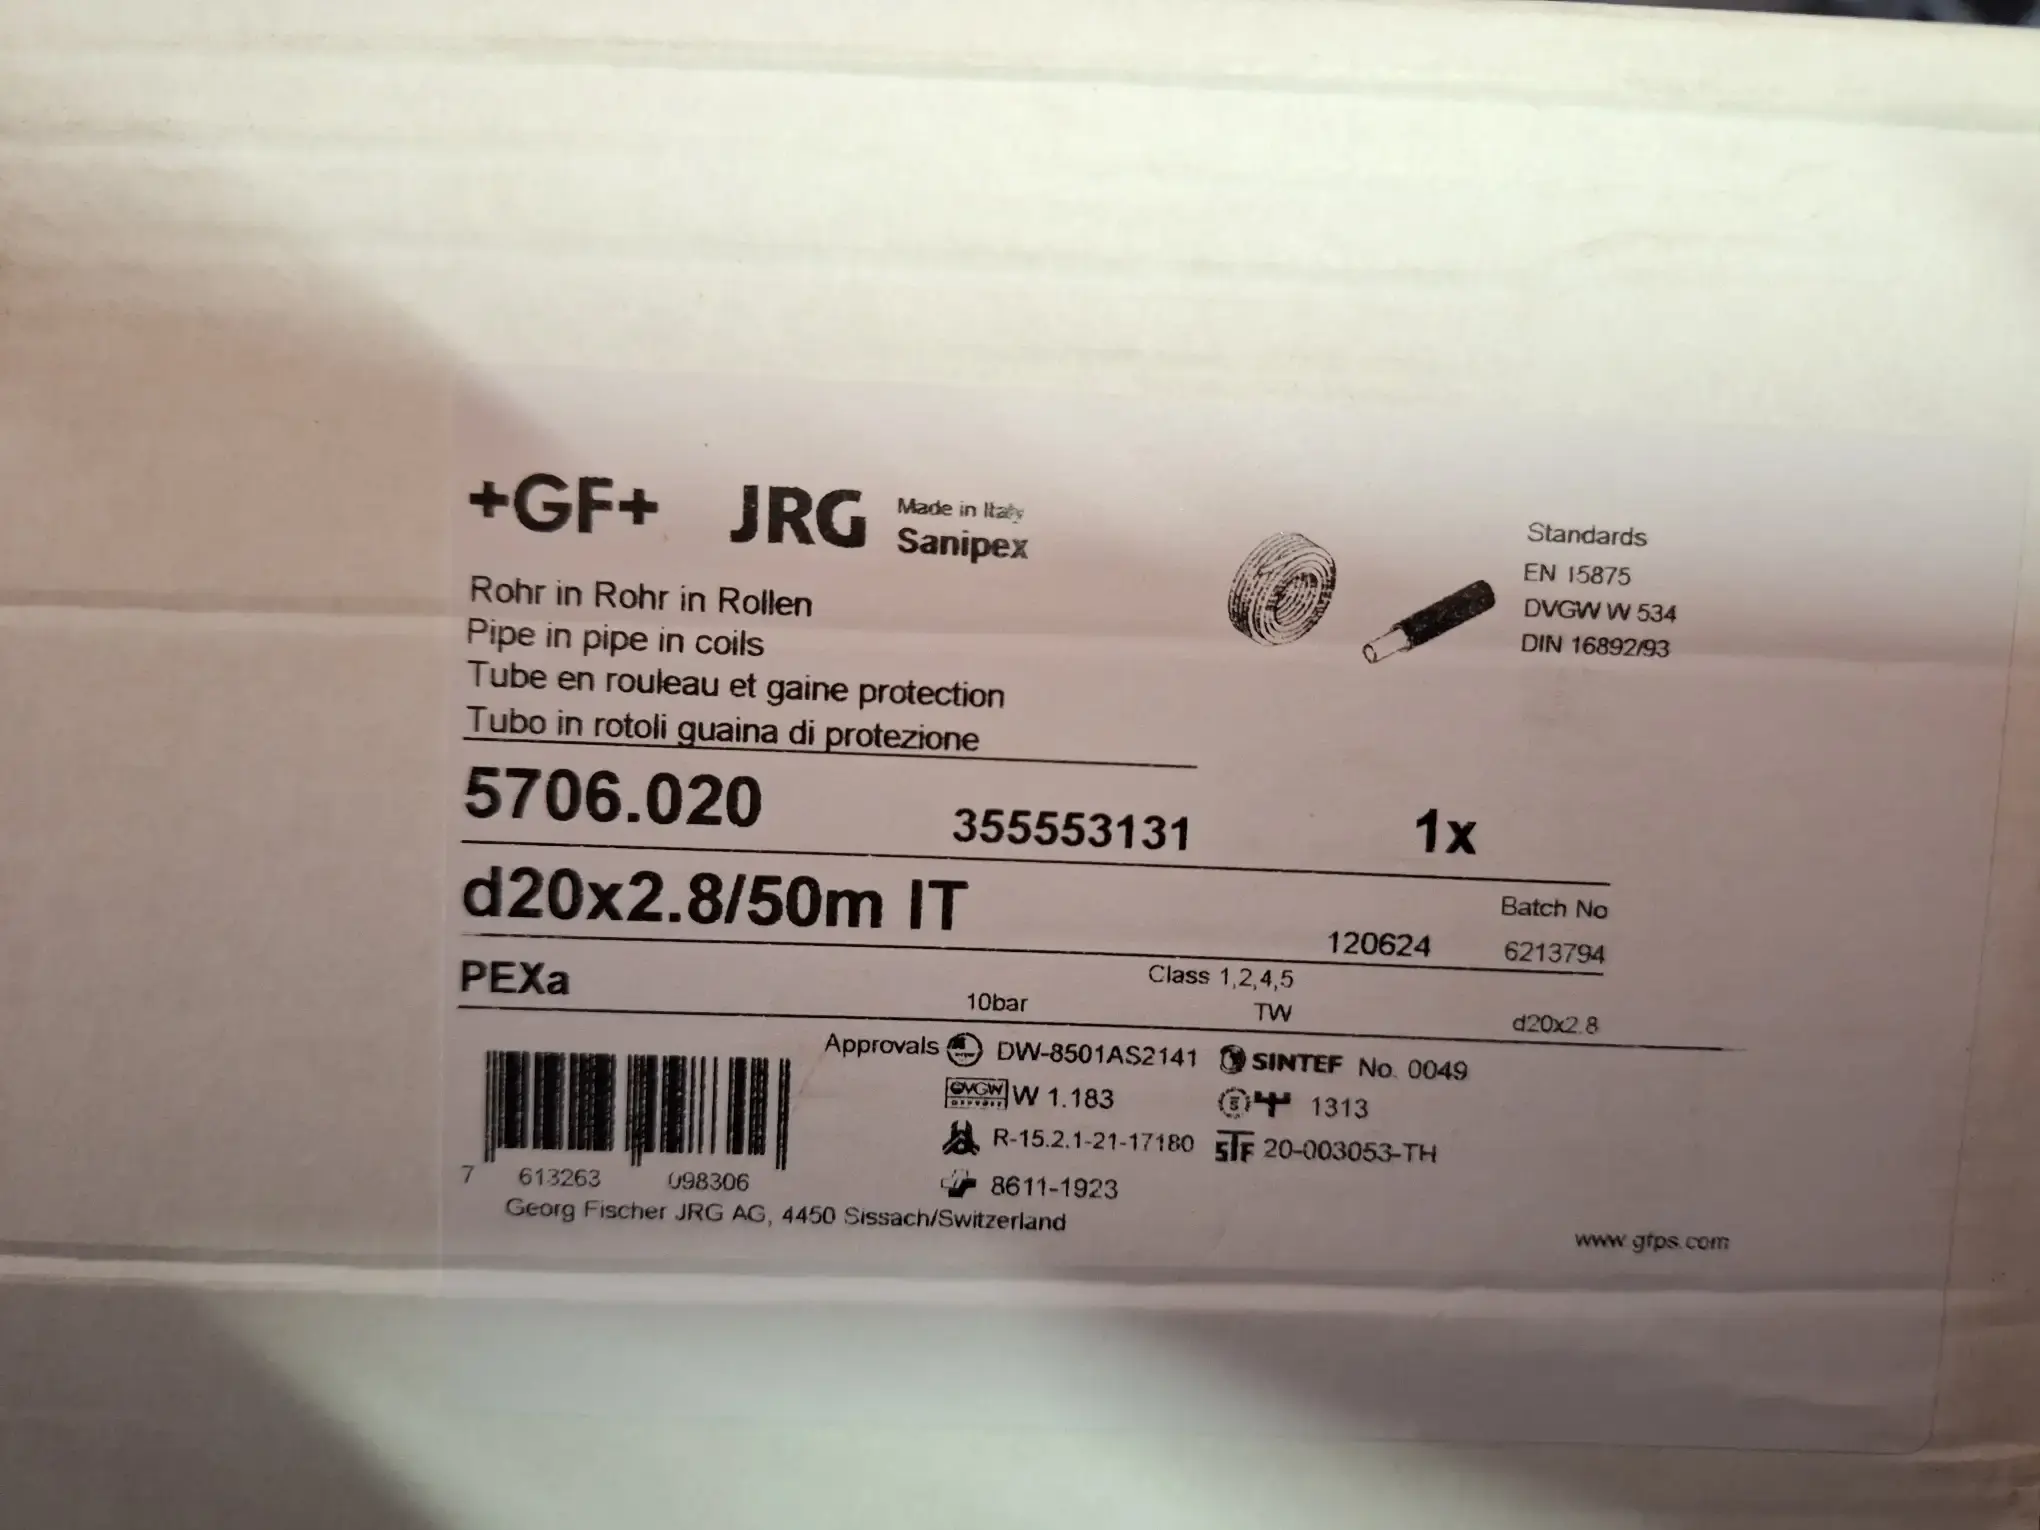 +GF+ JRG Made in Italy
Sanipex
Rohr in Rohr in Rollen
Pipe in pipe in coils
Tube en rouleau et gaine protection
Tubo in rotoli guaina di protezione
Standards
EN 15875
DVGW W 534
DIN 16892/93
5706.020 355553131 1x
d20x2.8/50m IT
120624
Batch No
6213794
PEXa
10bar
Class 1,2,4,5
TW
d20x2.8
Approvals DW-8501AS2141 SINTEF No. 0049
DVGW W 1.183 S 1313
R-15.2.1-21-17180 STF 20-003053-TH
8611-1923
7 613263 098306
Georg Fischer JRG AG, 4450 Sissach/Switzerland
www.gfps.com